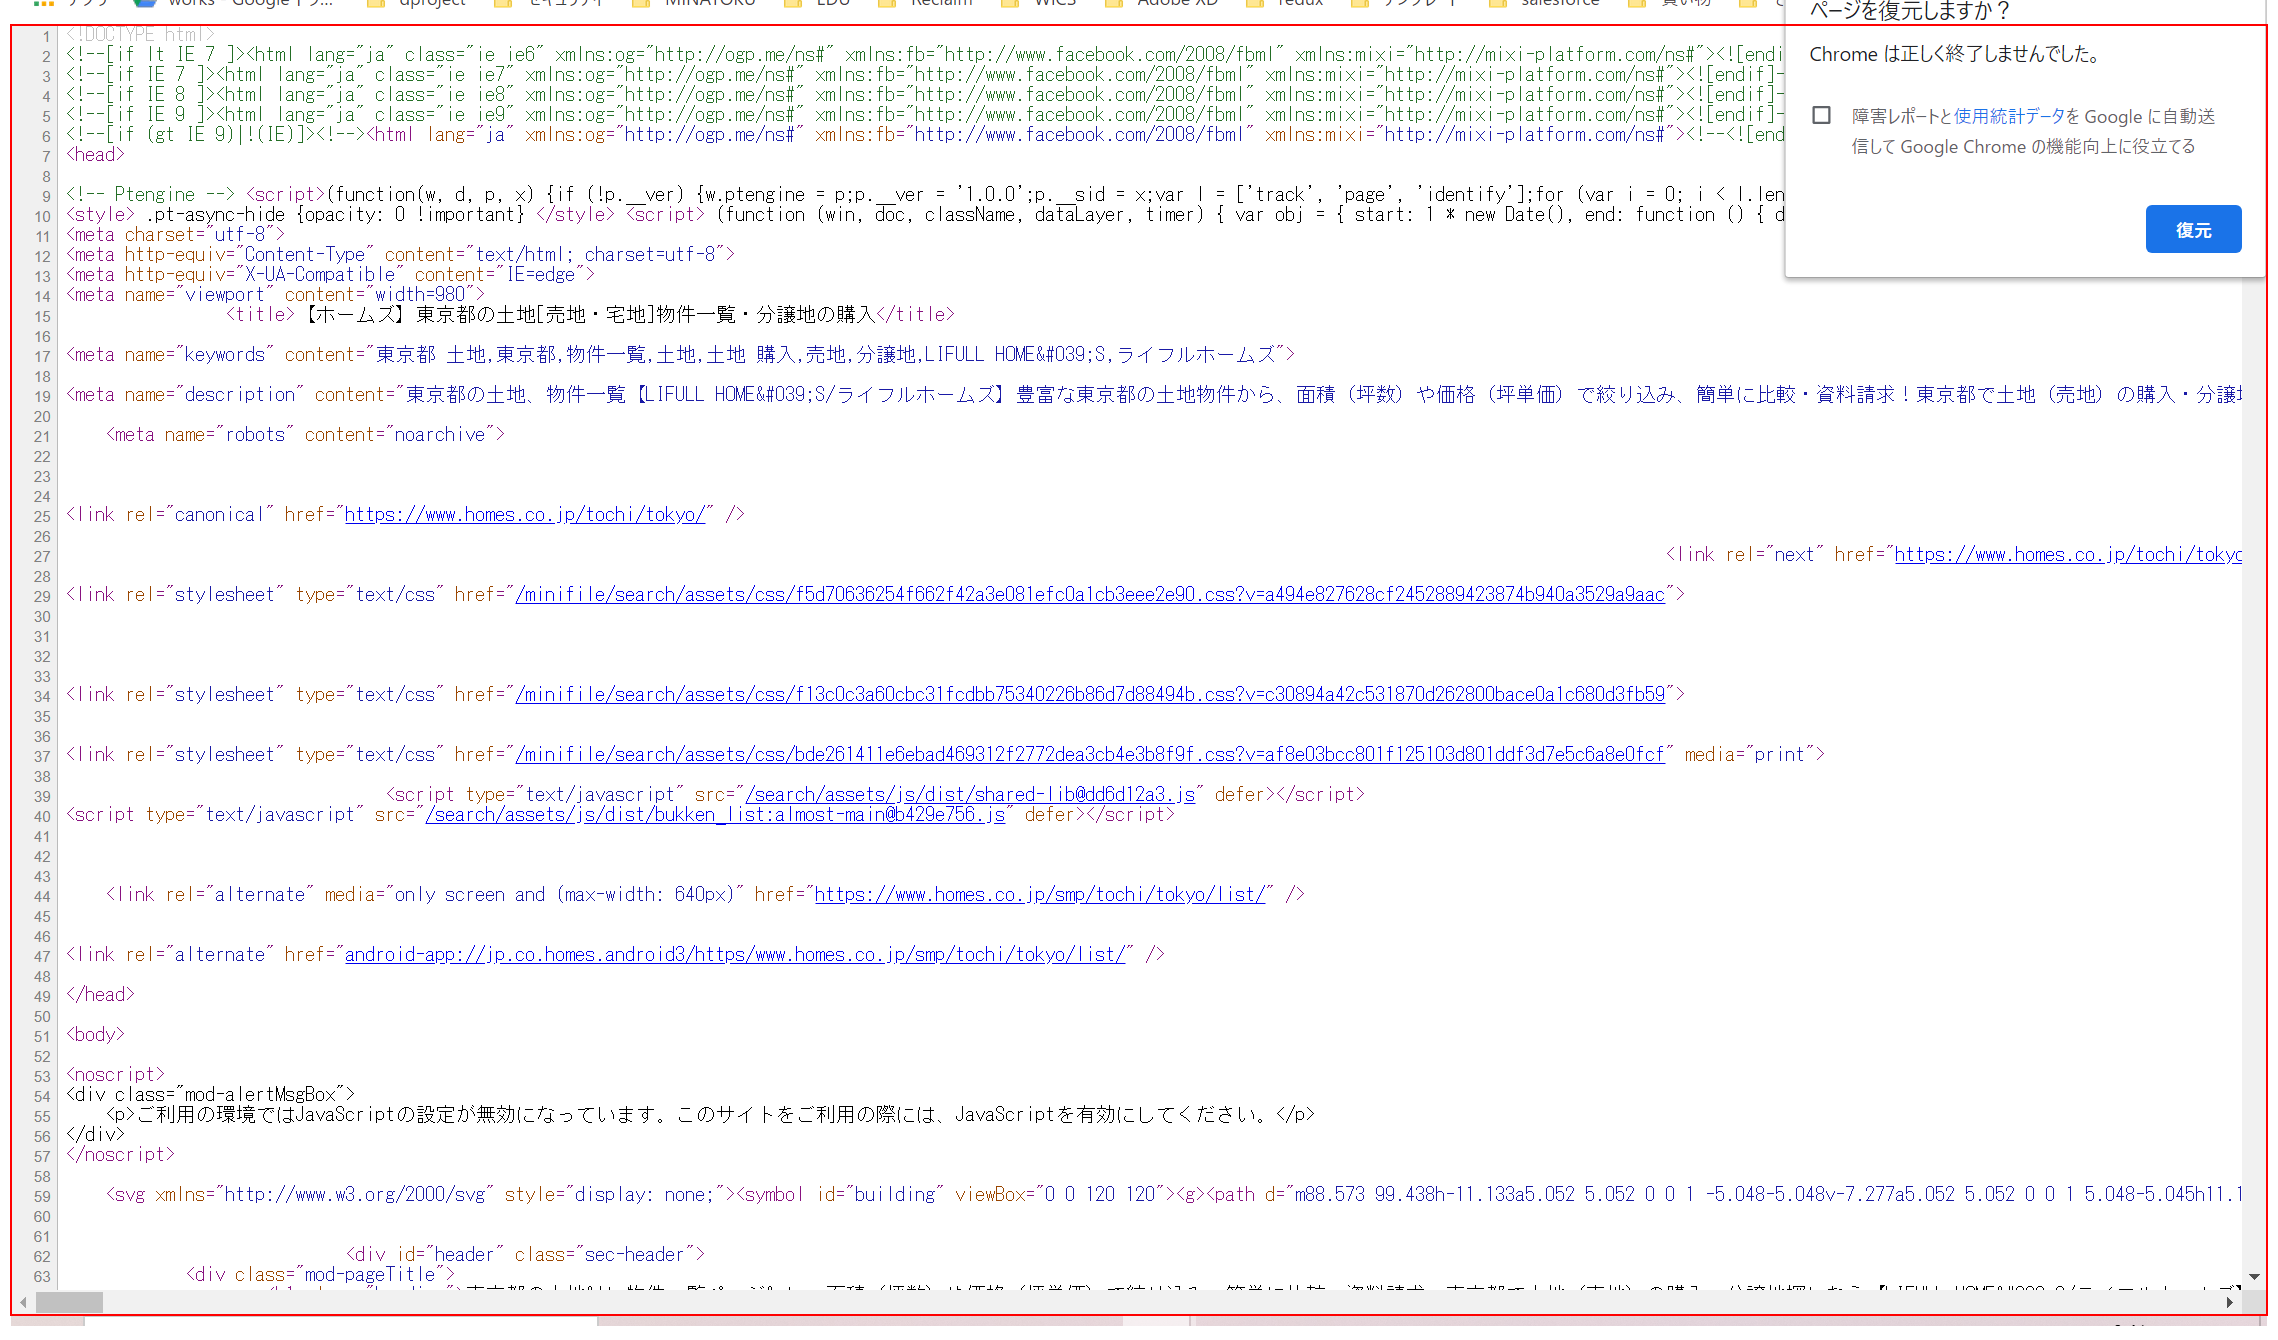 works - Google ドラ...
dproject
セキュリティ
MINATOKU
EDU
Reclaim
WICS
Adobe XD
redux
テンプレート
salesforce
買い物
ページを復元しますか？
Chrome は正しく終了しませんでした。
障害レポートと使用統計データを Google に自動送
信して Google Chrome の機能向上に役立てる
復元
1 <!DOCTYPE html>
2 <!--[if lt IE 7 ]><html lang="ja" class="ie ie6" xmlns:og="http://ogp.me/ns#" xmlns:fb="http://www.facebook.com/2008/fbml" xmlns:mixi="http://mixi-platform.com/ns#"><![endi
3 <!--[if IE 7 ]><html lang="ja" class="ie ie7" xmlns:og="http://ogp.me/ns#" xmlns:fb="http://www.facebook.com/2008/fbml" xmlns:mixi="http://mixi-platform.com/ns#"><![endif]-
4 <!--[if IE 8 ]><html lang="ja" class="ie ie8" xmlns:og="http://ogp.me/ns#" xmlns:fb="http://www.facebook.com/2008/fbml" xmlns:mixi="http://mixi-platform.com/ns#"><![endif]-
5 <!--[if IE 9 ]><html lang="ja" class="ie ie9" xmlns:og="http://ogp.me/ns#" xmlns:fb="http://www.facebook.com/2008/fbml" xmlns:mixi="http://mixi-platform.com/ns#"><![endif]-
6 <!--[if (gt IE 9)|!(IE)]><!--><html lang="ja" xmlns:og="http://ogp.me/ns#" xmlns:fb="http://www.facebook.com/2008/fbml" xmlns:mixi="http://mixi-platform.com/ns#"><!--<![end
7 <head>
8
9 <!-- Ptengine --> <script>(function(w, d, p, x) {if (!p.__ver) {w.ptengine = p;p.__ver = '1.0.0';p.__sid = x;var l = ['track', 'page', 'identify'];for (var i = 0; i < l.len
10 <style> .pt-async-hide {opacity: 0 !important} </style> <script> (function (win, doc, className, dataLayer, timer) { var obj = { start: 1 * new Date(), end: function () { d
11 <meta charset="utf-8">
12 <meta http-equiv="Content-Type" content="text/html; charset=utf-8">
13 <meta http-equiv="X-UA-Compatible" content="IE=edge">
14 <meta name="viewport" content="width=980">
15 <title>【ホームズ】東京都の土地[売地・宅地]物件一覧・分譲地の購入</title>
16
17 <meta name="keywords" content="東京都 土地,東京都,物件一覧,土地,土地 購入,売地,分譲地,LIFULL HOME&#039;S,ライフルホームズ">
18
19 <meta name="description" content="東京都の土地、物件一覧【LIFULL HOME&#039;S/ライフルホームズ】豊富な東京都の土地物件から、面積（坪数）や価格（坪単価）で絞り込み、簡単に比較・資料請求！東京都で土地（売地）の購入・分譲地
20
21 <meta name="robots" content="noarchive">
22
23
24
25 <link rel="canonical" href="https://www.homes.co.jp/tochi/tokyo/" />
26
27 <link rel="next" href="https://www.homes.co.jp/tochi/tokyo
28
29 <link rel="stylesheet" type="text/css" href="/minifile/search/assets/css/f5d70636254f662f42a3e081efc0a1cb3eee2e90.css?v=a494e827628cf2452889423874b940a3529a9aac">
30
31
32
33
34 <link rel="stylesheet" type="text/css" href="/minifile/search/assets/css/f13c0c3a60cbc31fcdbb75340226b86d7d88494b.css?v=c30894a42c531870d262800bace0a1c680d3fb59">
35
36
37 <link rel="stylesheet" type="text/css" href="/minifile/search/assets/css/bde261411e6ebad469312f2772dea3cb4e3b8f9f.css?v=af8e03bcc801f125103d801ddf3d7e5c6a8e0fcf" media="print">
38
39 <script type="text/javascript" src="/search/assets/js/dist/shared-lib@dd6d12a3.js" defer></script>
40 <script type="text/javascript" src="/search/assets/js/dist/bukken_list:almost-main@b429e756.js" defer></script>
41
42
43
44 <link rel="alternate" media="only screen and (max-width: 640px)" href="https://www.homes.co.jp/smp/tochi/tokyo/list/" />
45
46
47 <link rel="alternate" href="android-app://jp.co.homes.android3/https/www.homes.co.jp/smp/tochi/tokyo/list/" />
48
49 </head>
50
51 <body>
52
53 <noscript>
54 <div class="mod-alertMsgBox">
55 <p>ご利用の環境ではJavaScriptの設定が無効になっています。このサイトをご利用の際には、JavaScriptを有効にしてください。</p>
56 </div>
57 </noscript>
58
59 <svg xmlns="http://www.w3.org/2000/svg" style="display: none;"><symbol id="building" viewBox="0 0 120 120"><g><path d="m88.573 99.438h-11.133a5.052 5.052 0 0 1 -5.048-5.048v-7.277a5.052 5.052 0 0 1 5.048-5.045h11.1
60
61
62 <div id="header" class="sec-header">
63 <div class="mod-pageTitle">